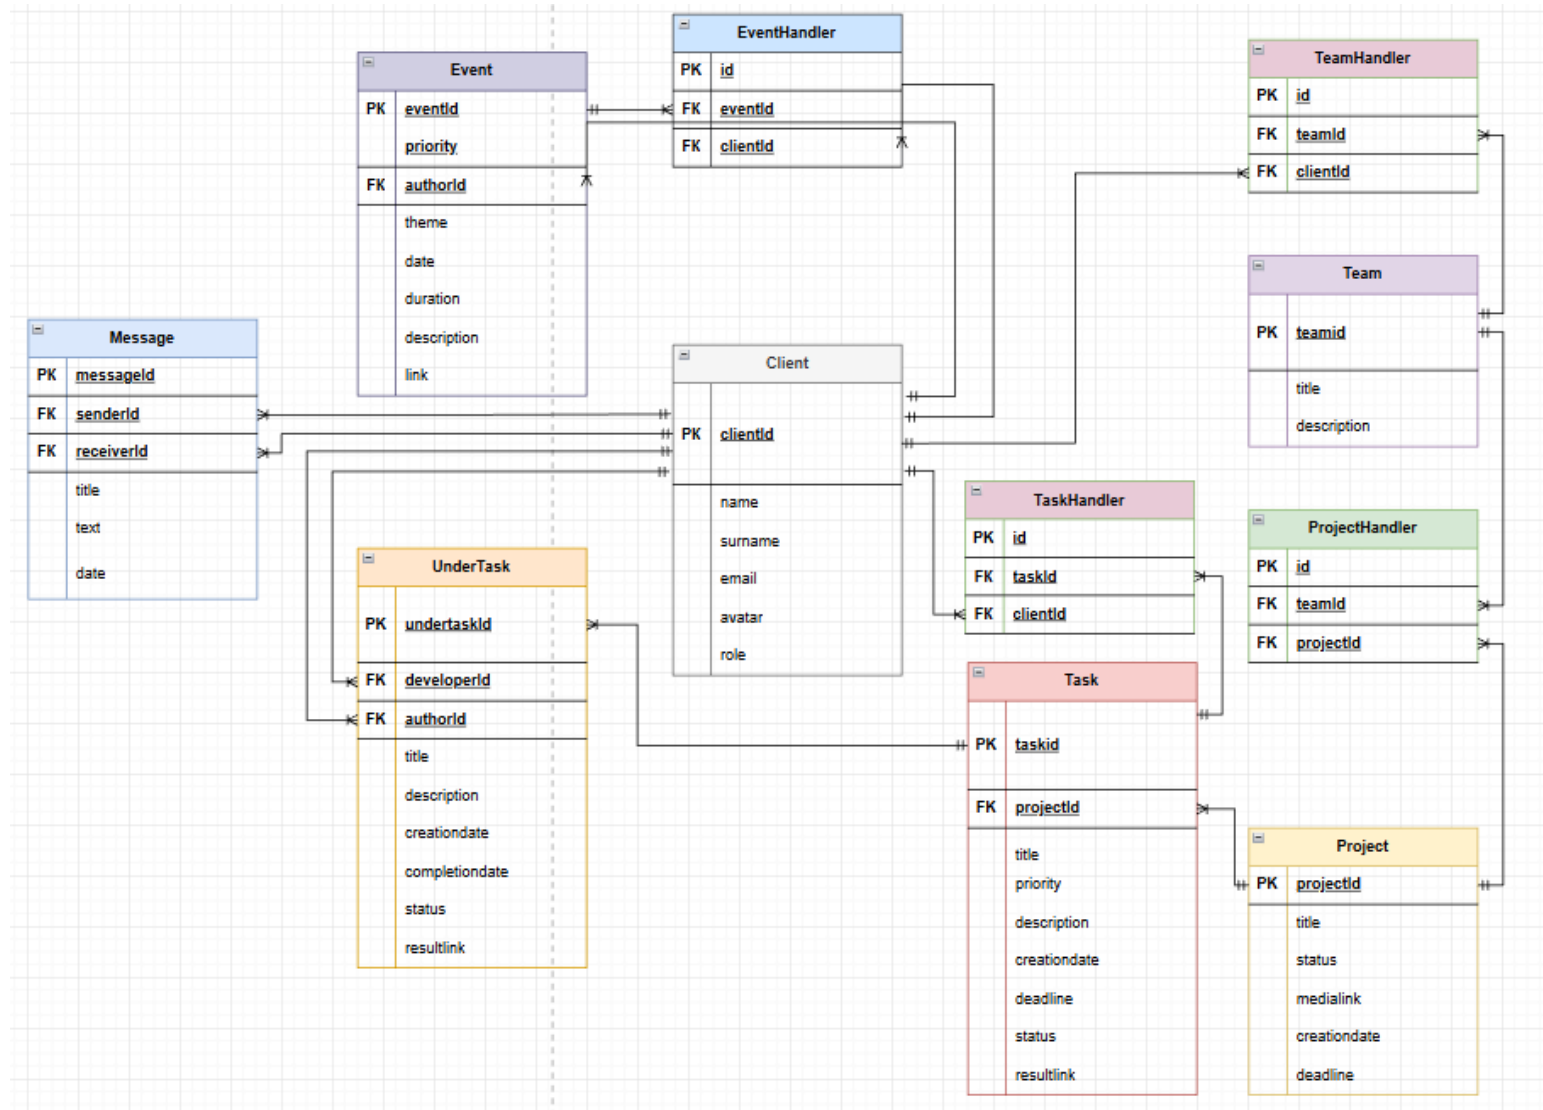 EventHandler
PK id
FK eventId
FK clientId
Event
PK eventId
priority
FK authorId
theme
date
duration
description
link
TeamHandler
PK id
FK teamId
FK clientId
Team
PK teamid
title
description
Message
PK messageId
FK senderId
FK receiverId
title
text
date
Client
PK clientId
name
surname
email
avatar
role
TaskHandler
PK id
FK taskId
FK clientId
ProjectHandler
PK id
FK teamId
FK projectId
UnderTask
PK undertaskId
FK developerId
FK authorId
title
description
creationdate
completiondate
status
resultlink
Task
PK taskid
FK projectId
title
priority
description
creationdate
deadline
status
resultlink
Project
PK projectId
title
status
medialink
creationdate
deadline